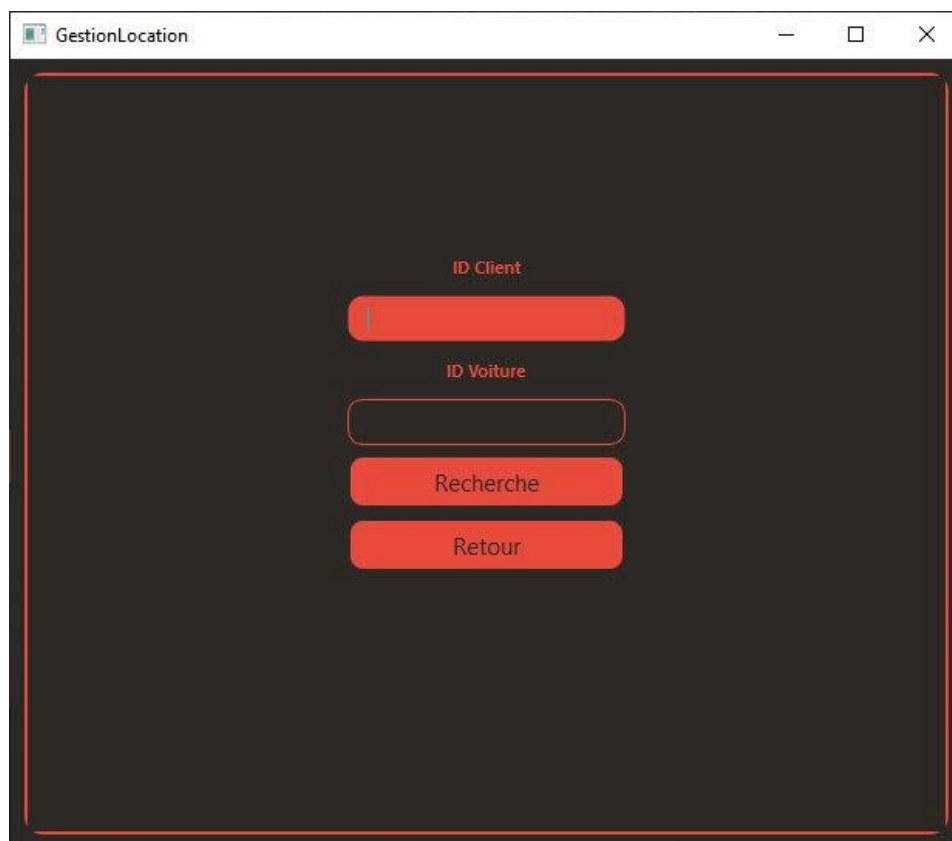 GestionLocation
ID Client
ID Voiture
Recherche
Retour